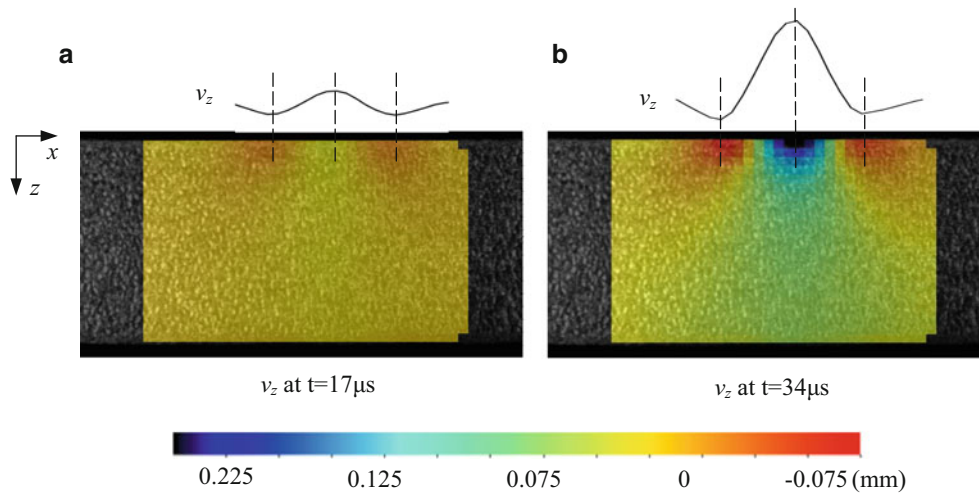 a
b
v_z
v_z
x
z
v_z at t=17μs
v_z at t=34μs
0.225 0.125 0.075 0 -0.075 (mm)